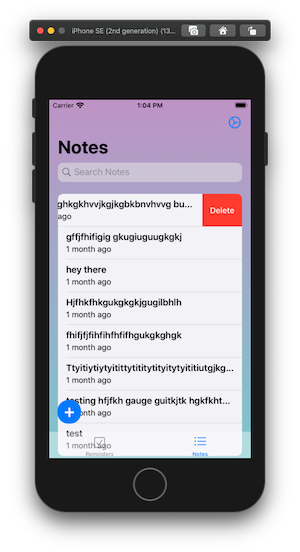 iPhone SE (2nd generation) (13...
Carrier 1:04 PM
Notes
Search Notes
ghkgkhvvjkgjkgbkbnvhvvg bu...
ago
Delete
gffjfhifigig gkugiuguugkgkj
1 month ago
hey there
1 month ago
Hjfhkfhkgukgkgkjgugilbhlh
1 month ago
fhifjfjfihfihfhfifhgukgkghgk
1 month ago
Ttyitiytiytyitittytititytityitytyititiutgjkg...
1 month ago
testing hfjfkh gauge guitkjtk hgkfkht...
1 month ago
test
1 month ago
Reminders
Notes